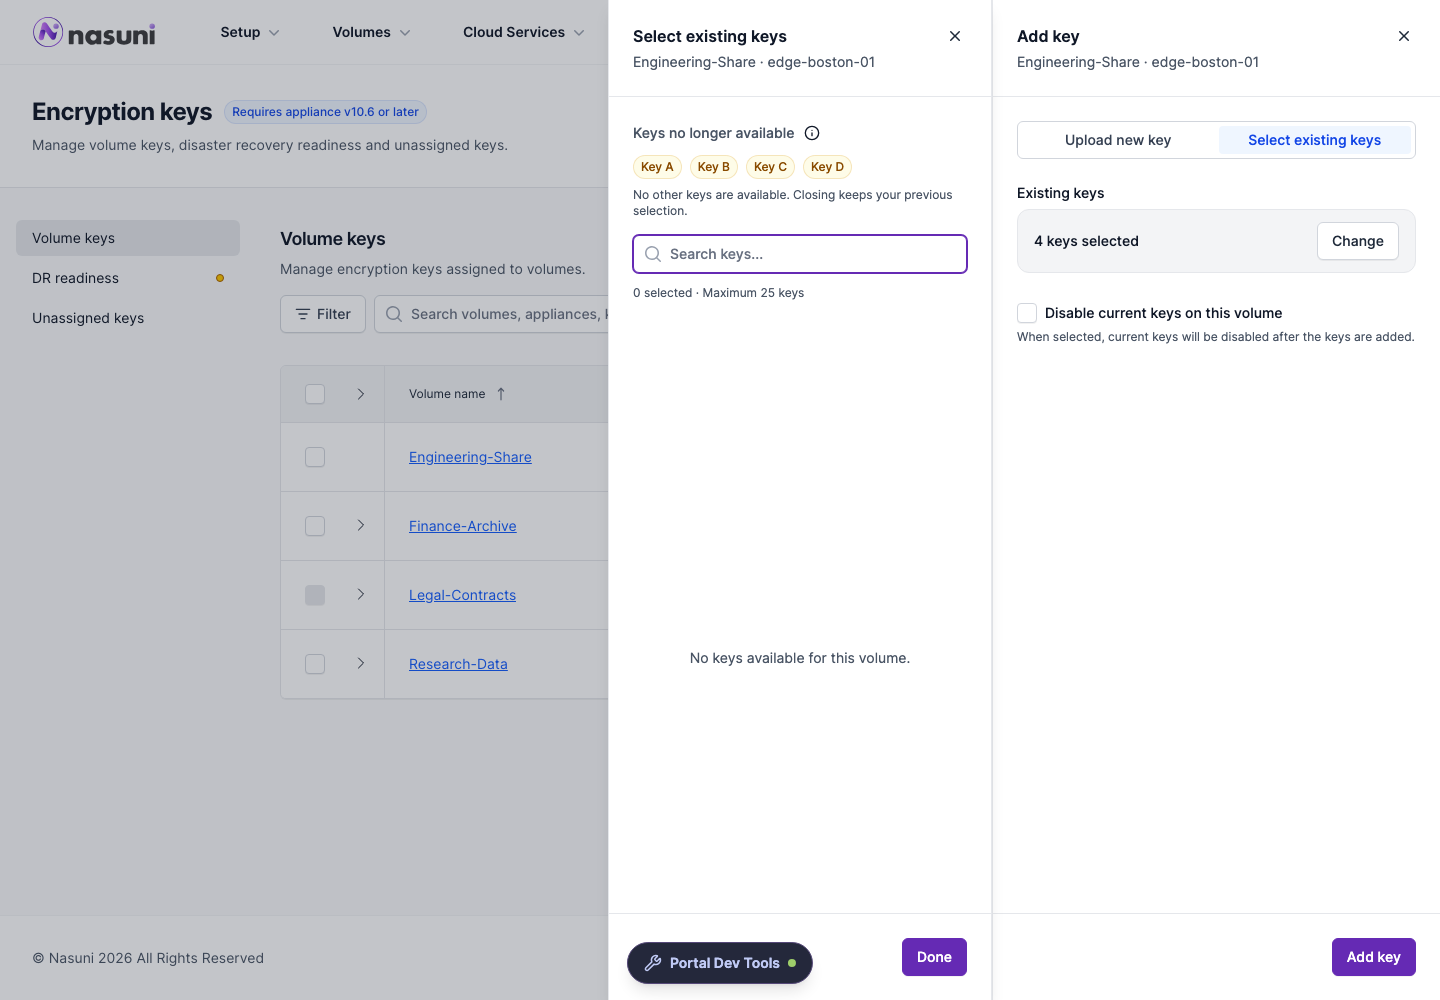 nasuni
Setup
Volumes
Cloud Services
Encryption keys
Requires appliance v10.6 or later
Manage volume keys, disaster recovery readiness and unassigned keys.
Volume keys
DR readiness
Unassigned keys
Volume keys
Manage encryption keys assigned to volumes.
Filter
Search volumes, appliances,
Volume name
Engineering-Share
Finance-Archive
Legal-Contracts
Research-Data
© Nasuni 2026 All Rights Reserved
Select existing keys
Engineering-Share · edge-boston-01
Keys no longer available
Key A
Key B
Key C
Key D
No other keys are available. Closing keeps your previous
selection.
Search keys...
0 selected · Maximum 25 keys
No keys available for this volume.
Portal Dev Tools
Done
Add key
Engineering-Share · edge-boston-01
Upload new key
Select existing keys
Existing keys
4 keys selected
Change
Disable current keys on this volume
When selected, current keys will be disabled after the keys are added.
Add key